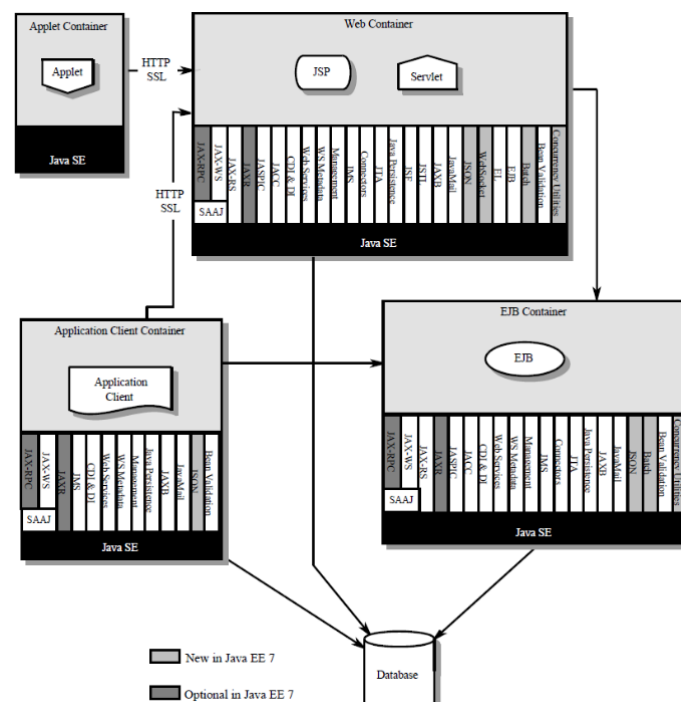 Applet Container
Applet
Java SE
HTTP
SSL
Web Container
JSP
Servlet
JAX-RPC
JAX-WS
SAAJ
JAX-RS
JAXR
JASPIC
JACC
CDI & DI
Web Services
WS Metadata
Management
JMS
Connectors
JTA
Java Persistence
JSF
JSTL
JAXB
JavaMail
JSON
WebSocket
EL
EJB
Batch
Bean Validation
Concurrency Utilities
Java SE
HTTP
SSL
Application Client Container
Application
Client
JAX-RPC
JAX-WS
SAAJ
JAXR
JMS
CDI & DI
Web Services
WS Metadata
Management
Java Persistence
JAXB
JavaMail
JSON
Bean Validation
Java SE
EJB Container
EJB
JAX-RPC
JAX-WS
SAAJ
JAX-RS
JAXR
JASPIC
JACC
CDI & DI
Web Services
WS Metadata
Management
JMS
Connectors
JTA
Java Persistence
JAXB
JavaMail
JSON
Batch
Bean Validation
Concurrency Utilities
Java SE
Database
New in Java EE 7
Optional in Java EE 7